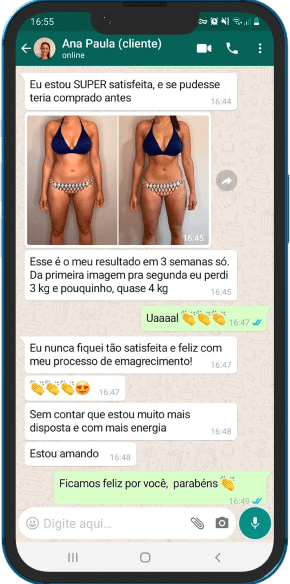 16:55
Ana Paula (cliente)
online
Eu estou SUPER satisfeita, e se pudesse
teria comprado antes
16:44
16:45
Esse é o meu resultado em 3 semanas só.
Da primeira imagem pra segunda eu perdi
3 kg e pouquinho, quase 4 kg
16:45
Uaaaal 👏👏👏
16:47
Eu nunca fiquei tão satisfeita e feliz com
meu processo de emagrecimento!
16:47
👏👏👏😍
16:47
Sem contar que estou muito mais
disposta e com mais energia
16:48
Estou amando
16:48
Ficamos feliz por você, parabéns 👏
16:49
Digite aqui...